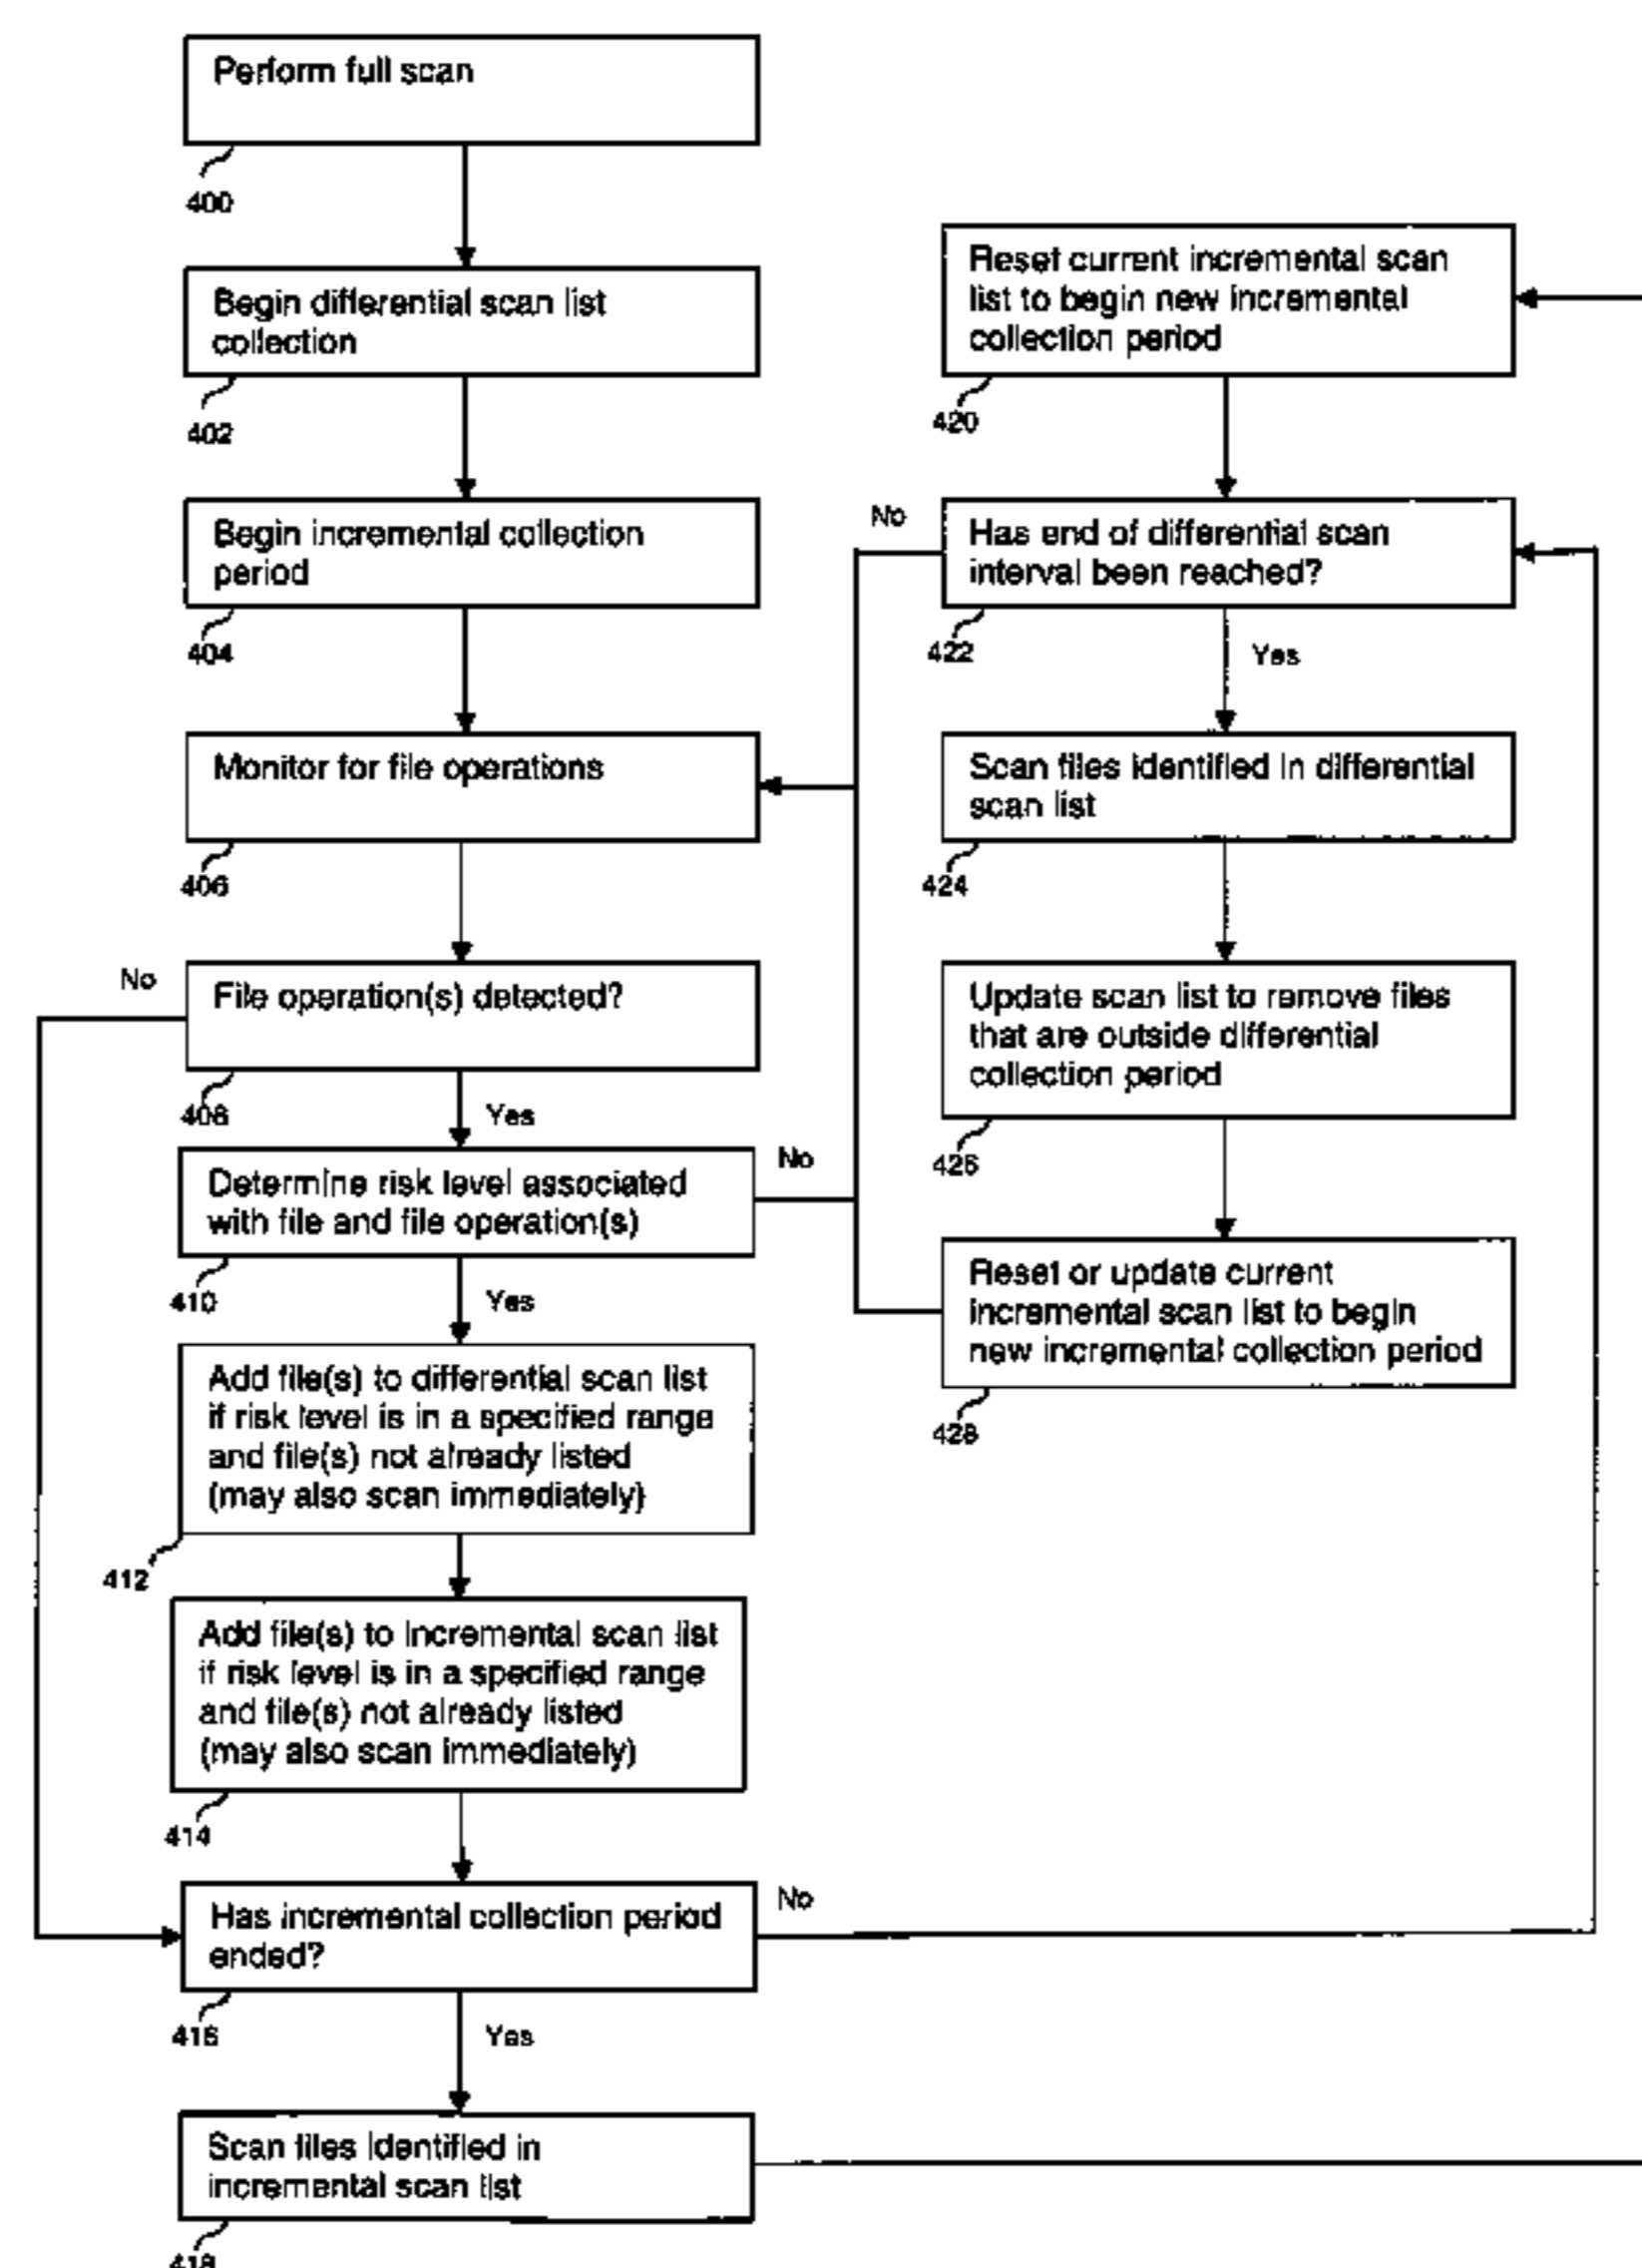 Perform full scan
400
Begin differential scan list
collection
402
Begin incremental collection
period
404
Monitor for file operations
406
No
File operation(s) detected?
408
Yes
Determine risk level associated
with file and file operation(s)
No
410
Yes
Add file(s) to differential scan list
if risk level is in a specified range
and file(s) not already listed
(may also scan immediately)
412
Add file(s) to incremental scan list
if risk level is in a specified range
and file(s) not already listed
(may also scan immediately)
414
Has incremental collection period
ended?
No
416
Yes
Scan files identified in
incremental scan list
418
Reset current incremental scan
list to begin new incremental
collection period
420
No
Has end of differential scan
interval been reached?
422
Yes
Scan files identified in differential
scan list
424
Update scan list to remove files
that are outside differential
collection period
426
Reset or update current
incremental scan list to begin
new incremental collection period
428